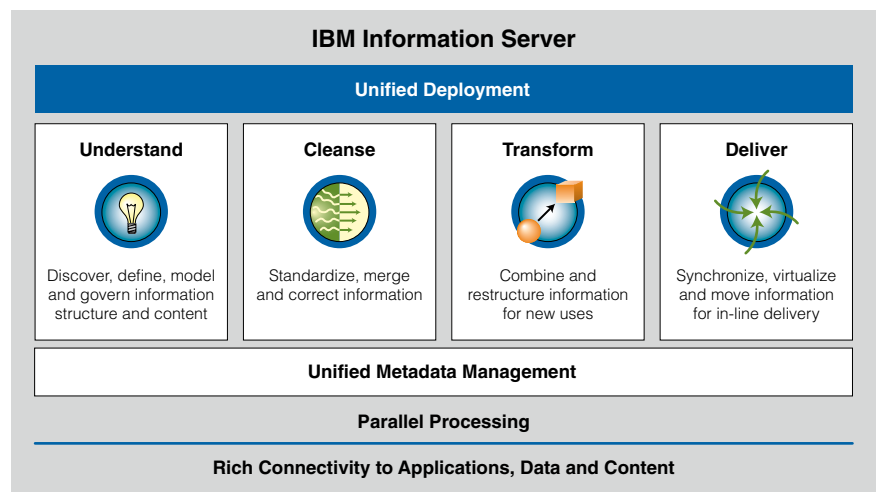 IBM Information Server
Unified Deployment
Understand
Discover, define, model
and govern information
structure and content
Cleanse
Standardize, merge
and correct information
Transform
Combine and
restructure information
for new uses
Deliver
Synchronize, virtualize
and move information
for in-line delivery
Unified Metadata Management
Parallel Processing
Rich Connectivity to Applications, Data and Content